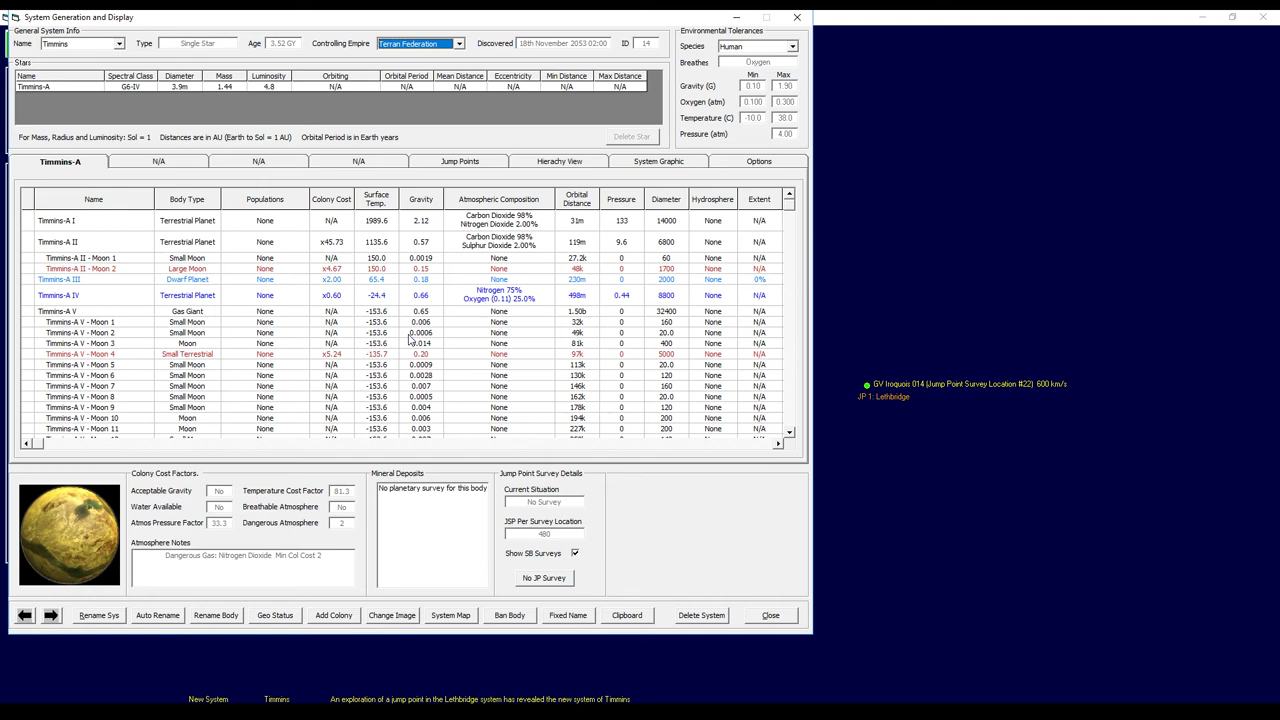 System Generation and Display
General System Info
Name Timmins Type Single Star Age 3.52 GY Controlling Empire Terran Federation Discovered 18th November 2053 02:00 ID 14
Environmental Tolerances
Species Human
Breathes Oxygen
Min Max
Gravity (G) 0.10 1.90
Oxygen (atm) 0.100 0.300
Temperature (C) -10.0 38.0
Pressure (atm) 4.00
Stars
Name Spectral Class Diameter Mass Luminosity Orbiting Orbital Period Mean Distance Eccentricity Min Distance Max Distance
Timmins-A G6-IV 3.9m 1.44 4.8 N/A N/A N/A N/A N/A N/A
For Mass, Radius and Luminosity: Sol = 1 Distances are in AU (Earth to Sol = 1 AU) Orbital Period is in Earth years Delete Star
Timmins-A N/A N/A N/A Jump Points Hierachy View System Graphic Options
Name Body Type Populations Colony Cost Surface Temp. Gravity Atmospheric Composition Orbital Distance Pressure Diameter Hydrosphere Extent
Timmins-A I Terrestrial Planet None N/A 1989.6 2.12 Carbon Dioxide 98% Nitrogen Dioxide 2.00% 31m 133 14000 None N/A
Timmins-A II Terrestrial Planet None x45.73 1135.6 0.57 Carbon Dioxide 98% Sulphur Dioxide 2.00% 119m 9.6 6800 None N/A
Timmins-A II - Moon 1 Small Moon None N/A 150.0 0.0019 None 27.2k 0 60 None N/A
Timmins-A II - Moon 2 Large Moon None x4.67 150.0 0.15 None 48k 0 1700 None N/A
Timmins-A III Dwarf Planet None x2.00 65.4 0.18 None 230m 0 2000 None 0%
Timmins-A IV Terrestrial Planet None x0.60 -24.4 0.66 Nitrogen 75% Oxygen (0.11) 25.0% 498m 0.44 8800 None N/A
Timmins-A V Gas Giant None N/A -153.6 0.65 None 1.50b 0 32400 None N/A
Timmins-A V - Moon 1 Small Moon None N/A -153.6 0.006 None 32k 0 160 None N/A
Timmins-A V - Moon 2 Small Moon None N/A -153.6 0.0006 None 49k 0 20.0 None N/A
Timmins-A V - Moon 3 Moon None N/A -153.6 0.014 None 81k 0 400 None N/A
Timmins-A V - Moon 4 Small Terrestrial None x5.24 -135.7 0.20 None 97k 0 5000 None N/A
Timmins-A V - Moon 5 Small Moon None N/A -153.6 0.0009 None 113k 0 20.0 None N/A
Timmins-A V - Moon 6 Small Moon None N/A -153.6 0.0028 None 130k 0 120 None N/A
Timmins-A V - Moon 7 Small Moon None N/A -153.6 0.007 None 146k 0 160 None N/A
Timmins-A V - Moon 8 Small Moon None N/A -153.6 0.0005 None 162k 0 20.0 None N/A
Timmins-A V - Moon 9 Small Moon None N/A -153.6 0.004 None 178k 0 120 None N/A
Timmins-A V - Moon 10 Moon None N/A -153.6 0.006 None 194k 0 200 None N/A
Timmins-A V - Moon 11 Moon None N/A -153.6 0.003 None 227k 0 200 None N/A
GV Iroquois 014 (Jump Point Survey Location #22) 600 km/s
JP 1: Lethbridge
Colony Cost Factors.
Acceptable Gravity No Temperature Cost Factor 81.3
Water Available No Breathable Atmosphere No
Atmos Pressure Factor 33.3 Dangerous Atmosphere 2
Atmosphere Notes
Dangerous Gas: Nitrogen Dioxide Min Col Cost 2
Mineral Deposits
No planetary survey for this body
Jump Point Survey Details
Current Situation
No Survey
JSP Per Survey Location
480
Show SB Surveys
No JP Survey
Rename Sys Auto Rename Rename Body Geo Status Add Colony Change Image System Map Ban Body Fixed Name Clipboard Delete System Close
New System Timmins An exploration of a jump point in the Lethbridge system has revealed the new system of Timmins